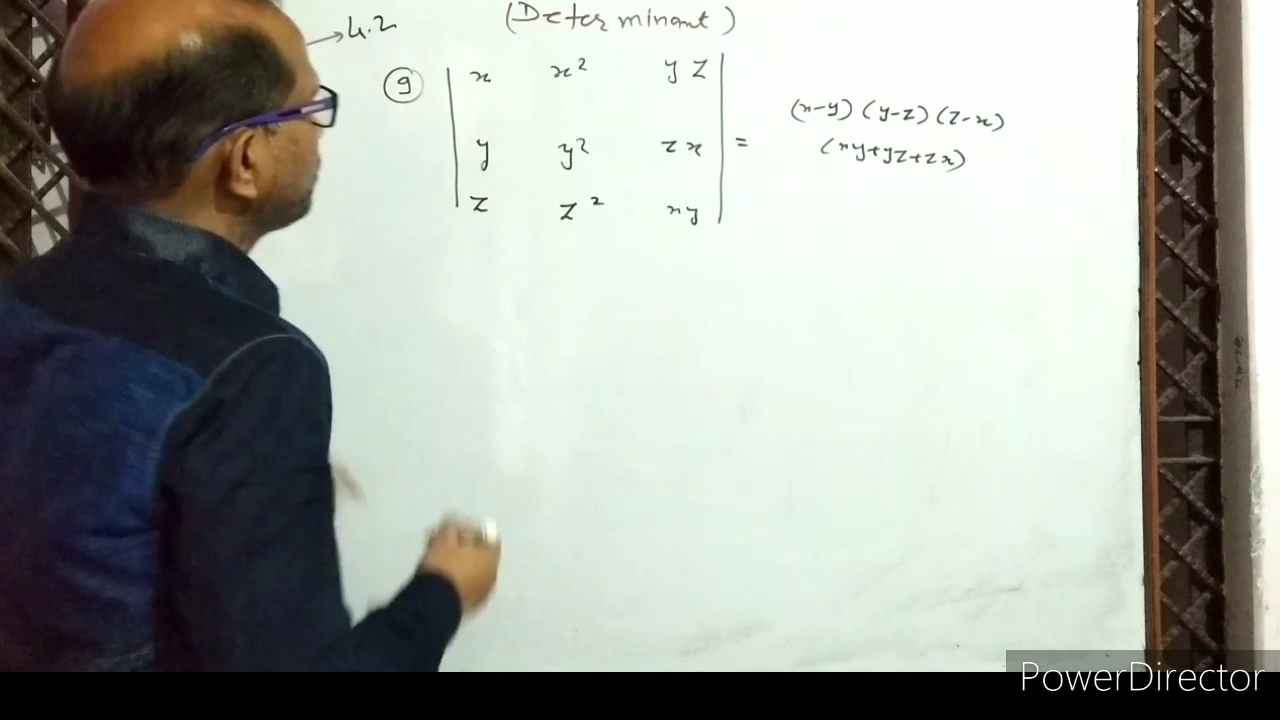 → 4.2 (Determinant)
9 | x x² yz |
| y y² zx | = (x-y) (y-z) (z-x)
| z z² xy | (xy+yz+zx)
PowerDirector